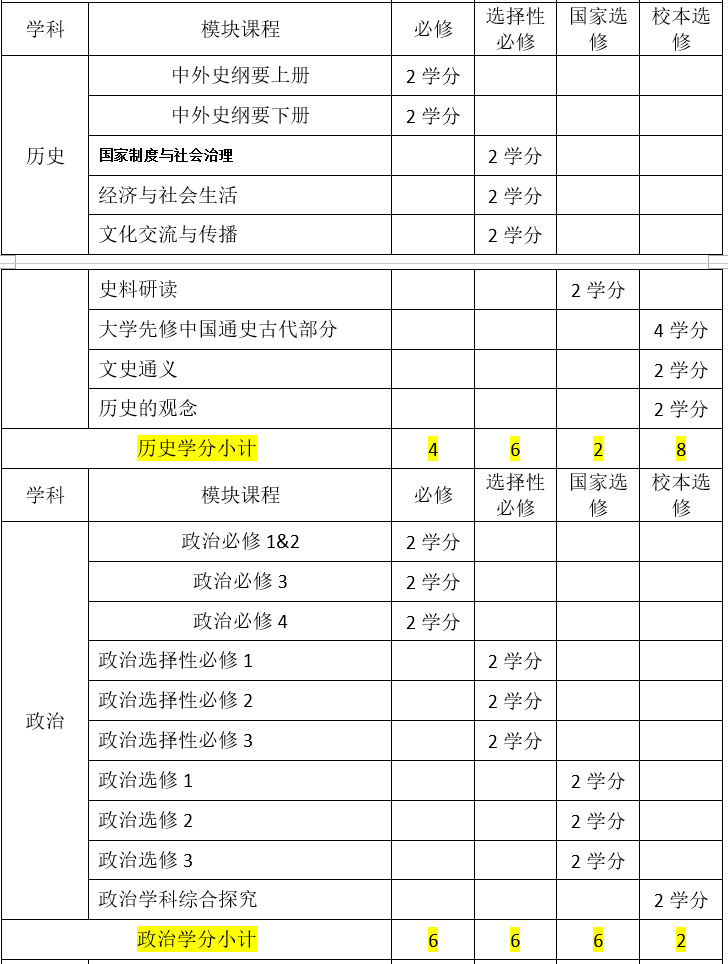 学科 模块课程 必修 选择性必修 国家选修 校本选修
历史
中外史纲要上册 2 学分
中外史纲要下册 2 学分
国家制度与社会治理 2 学分
经济与社会生活 2 学分
文化交流与传播 2 学分
史料研读 2 学分
大学先修中国通史古代部分 4 学分
文史通义 2 学分
历史的观念 2 学分
历史学分小计 4 6 2 8
学科 模块课程 必修 选择性必修 国家选修 校本选修
政治
政治必修 1&2 2 学分
政治必修 3 2 学分
政治必修 4 2 学分
政治选择性必修 1 2 学分
政治选择性必修 2 2 学分
政治选择性必修 3 2 学分
政治选修 1 2 学分
政治选修 2 2 学分
政治选修 3 2 学分
政治学科综合探究 2 学分
政治学分小计 6 6 6 2